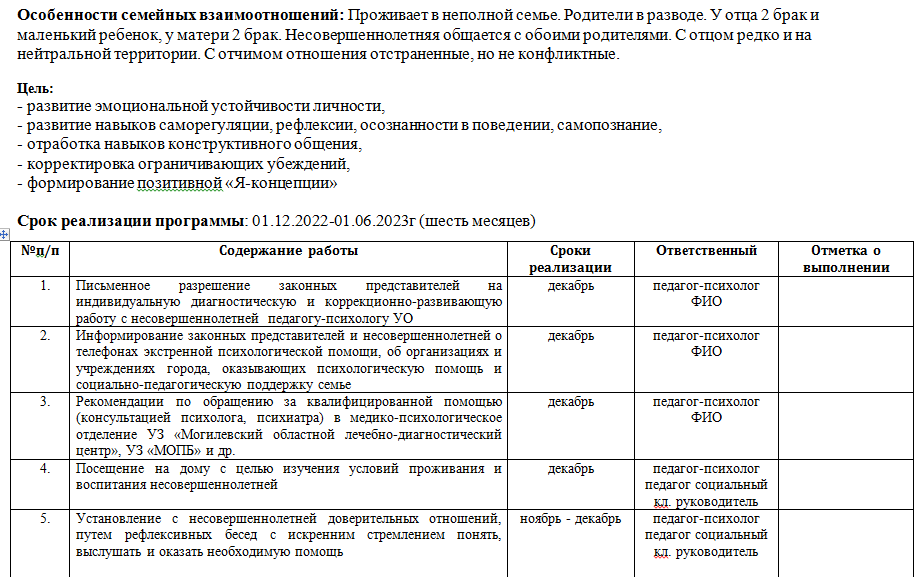 Особенности семейных взаимоотношений: Проживает в неполной семье. Родители в разводе. У отца 2 брак и
маленький ребенок, у матери 2 брак. Несовершеннолетняя общается с обоими родителями. С отцом редко и на
нейтральной территории. С отчимом отношения отстраненные, но не конфликтные.
Цель:
- развитие эмоциональной устойчивости личности,
- развитие навыков саморегуляции, рефлексии, осознанности в поведении, самопознание,
- отработка навыков конструктивного общения,
- корректировка ограничивающих убеждений,
- формирование позитивной «Я-концепции»
Срок реализации программы: 01.12.2022-01.06.2023г (шесть месяцев)
№п/п Содержание работы Сроки Ответственный Отметка о
реализации выполнении
1. Письменное разрешение законных представителей на декабрь педагог-психолог
индивидуальную диагностическую и коррекционно-развивающую ФИО
работу с несовершеннолетней педагогу-психологу УО
2. Информирование законных представителей и несовершеннолетней о декабрь педагог-психолог
телефонах экстренной психологической помощи, об организациях и ФИО
учреждениях города, оказывающих психологическую помощь и
социально-педагогическую поддержку семье
3. Рекомендации по обращению за квалифицированной помощью декабрь педагог-психолог
(консультацией психолога, психиатра) в медико-психологическое ФИО
отделение УЗ «Могилевский областной лечебно-диагностический
центр», УЗ «МОПБ» и др.
4. Посещение на дому с целью изучения условий проживания и декабрь педагог-психолог
воспитания несовершеннолетней педагог социальный
кл. руководитель
5. Установление с несовершеннолетней доверительных отношений, ноябрь - декабрь педагог-психолог
путем рефлексивных бесед с искренним стремлением понять, педагог социальный
выслушать и оказать необходимую помощь кл. руководитель